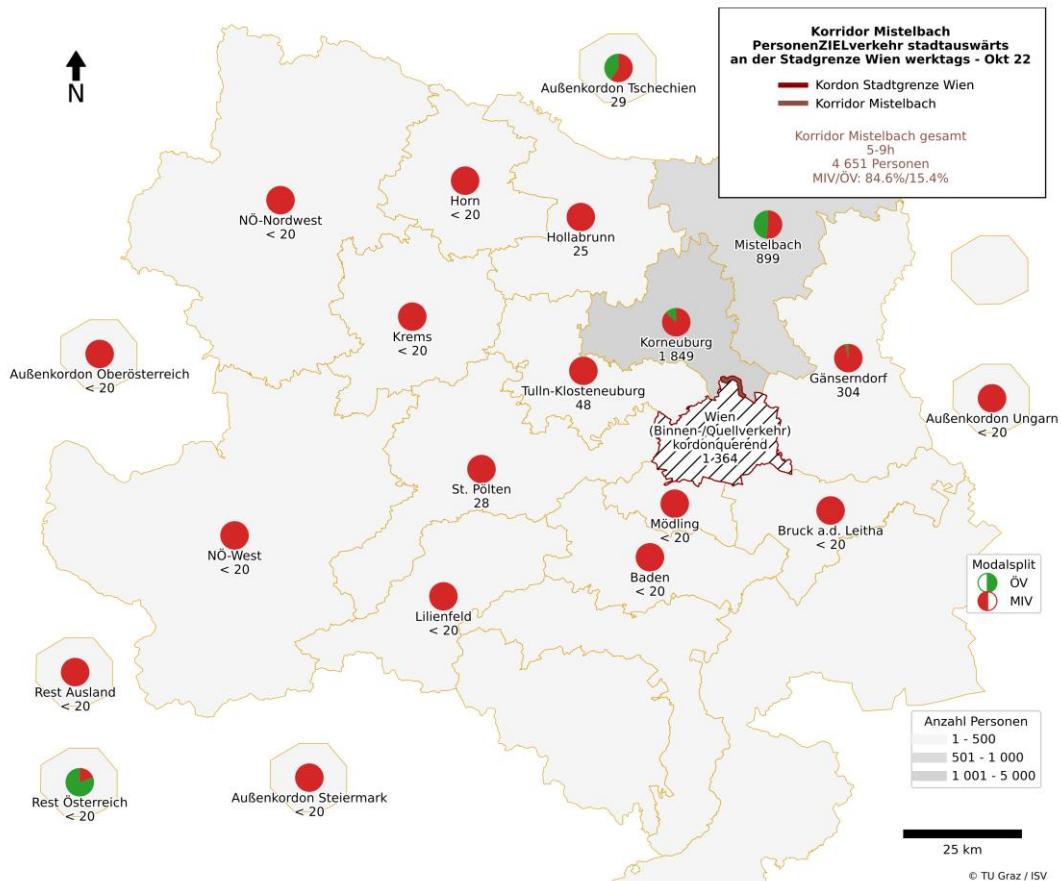 Korridor Mistelbach
PersonenZIELverkehr stadtauswärts
an der Stadgrenze Wien werktags - Okt 22
Kordon Stadtgrenze Wien
Korridor Mistelbach
Korridor Mistelbach gesamt
5-9h
4 651 Personen
MIV/ÖV: 84.6%/15.4%
N
Außenkordon Tschechien
29
Horn
< 20
NÖ-Nordwest
< 20
Hollabrunn
25
Mistelbach
899
Krems
< 20
Korneuburg
1 849
Außenkordon Oberösterreich
< 20
Tulln-Klosteneuburg
48
Gänserndorf
304
Außenkordon Ungarn
< 20
Wien
(Binnen-/Quellverkehr)
kordonquerend
1 364
St. Pölten
28
Mödling
< 20
Bruck a.d. Leitha
< 20
NÖ-West
< 20
Baden
< 20
Lilienfeld
< 20
Modalsplit
ÖV
MIV
Rest Ausland
< 20
Rest Österreich
< 20
Außenkordon Steiermark
< 20
Anzahl Personen
1 - 500
501 - 1 000
1 001 - 5 000
25 km
© TU Graz / ISV